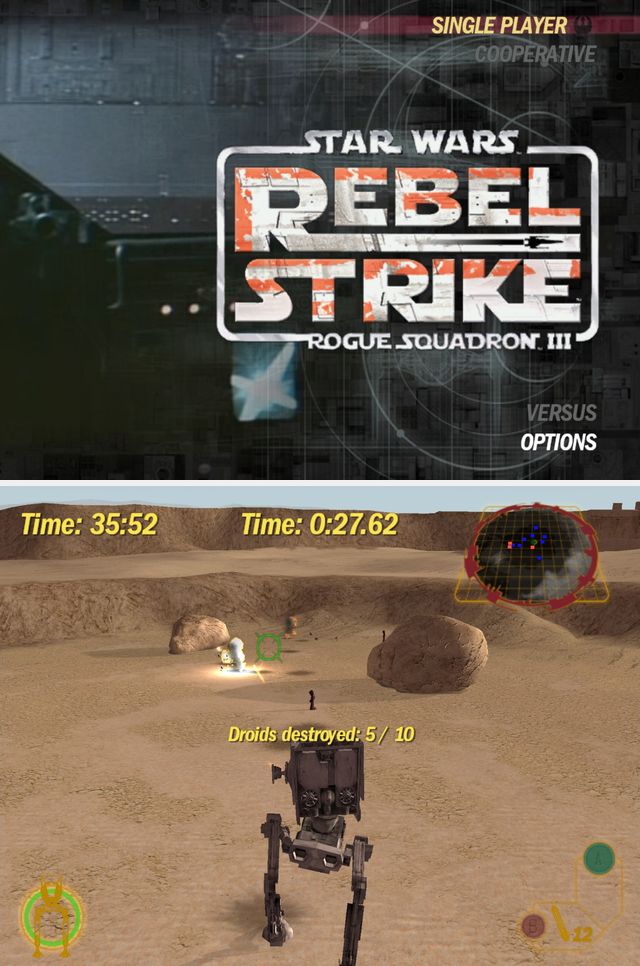 SINGLE PLAYER
COOPERATIVE
STAR WARS
REBEL
STRIKE
ROGUE SQUADRON III
VERSUS
OPTIONS
Time: 35:52
Time: 0:27.62
Droids destroyed: 5 / 10
A
B
12